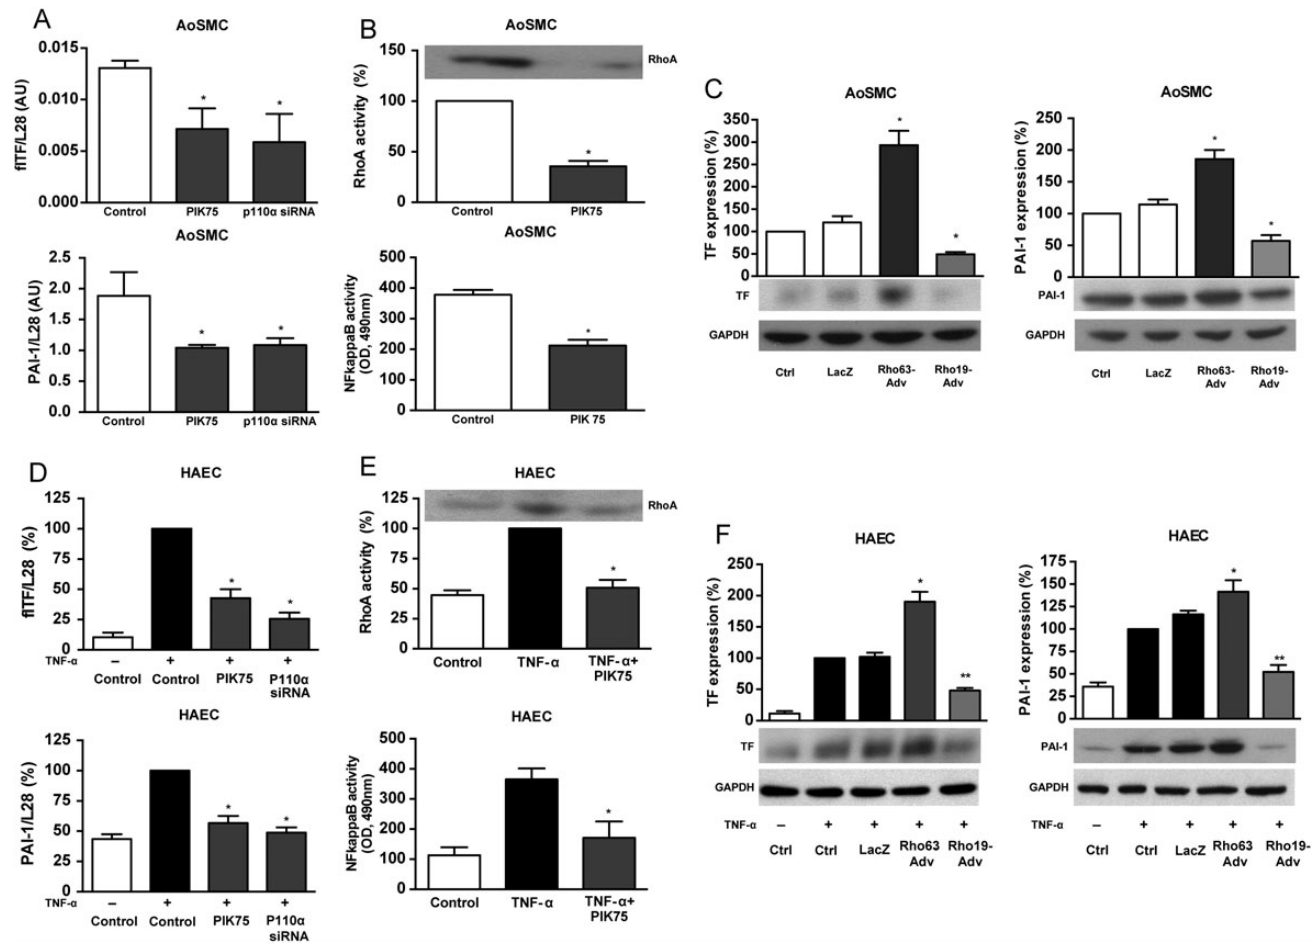 A
AoSMC
flTF/L28 (AU)
0.015
0.010
0.005
0.000
*
*
Control
PIK75
p110α siRNA
AoSMC
PAI-1/L28 (AU)
2.5
2.0
1.5
1.0
0.5
0.0
*
*
Control
PIK75
p110α siRNA
B
AoSMC
RhoA activity (%)
150
100
50
0
RhoA
*
Control
PIK75
AoSMC
NFkappaB activity
(OD, 490nm)
500
400
300
200
100
0
*
Control
PIK 75
C
AoSMC
TF expression (%)
350
300
250
200
150
100
50
0
*
*
TF
GAPDH
Ctrl
LacZ
Rho63-
Adv
Rho19-
Adv
AoSMC
PAI-1 expression (%)
250
200
150
100
50
0
*
*
PAI-1
GAPDH
Ctrl
LacZ
Rho63-
Adv
Rho19-
Adv
D
HAEC
flTF/L28 (%)
125
100
75
50
25
0
*
*
TNF-α
– + + +
Control
Control
PIK75
P110α
siRNA
HAEC
PAI-1/L28 (%)
125
100
75
50
25
0
*
*
TNF-α
– + + +
Control
Control
PIK75
P110α
siRNA
E
HAEC
RhoA activity (%)
125
100
75
50
25
0
RhoA
*
Control
TNF-α
TNF-α+
PIK75
HAEC
NFkappaB activity
(OD, 490nm)
500
400
300
200
100
0
*
Control
TNF-α
TNF-α+
PIK75
F
HAEC
TF expression (%)
250
200
150
100
50
0
*
**
TF
GAPDH
TNF-α
– + + + +
Ctrl
Ctrl
LacZ
Rho63
Adv
Rho19-
Adv
HAEC
PAI-1 expression (%)
175
150
125
100
75
50
25
0
*
**
PAI-1
GAPDH
TNF-α
– + + + +
Ctrl
Ctrl
LacZ
Rho63
Adv
Rho19-
Adv